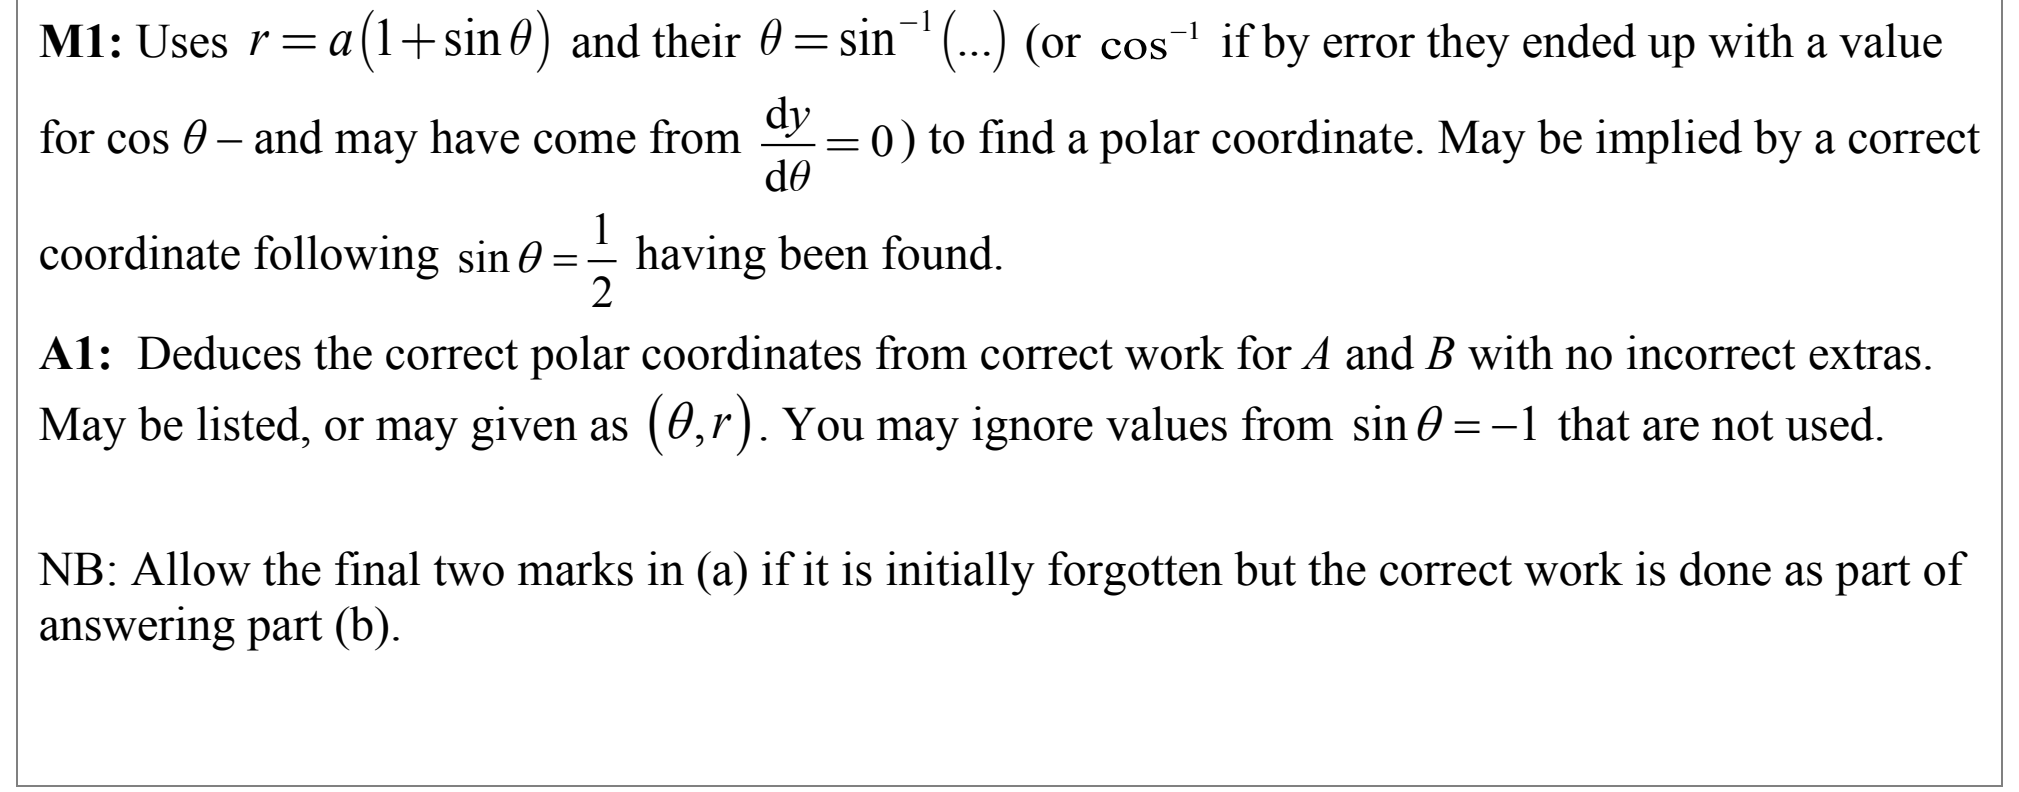 M1: Uses r = a(1+sin θ) and their θ = sin⁻¹(...) (or cos⁻¹ if by error they ended up with a value
for cos θ – and may have come from dy/dθ = 0) to find a polar coordinate. May be implied by a correct
coordinate following sin θ = 1/2 having been found.
A1: Deduces the correct polar coordinates from correct work for A and B with no incorrect extras.
May be listed, or may given as (θ,r). You may ignore values from sin θ = −1 that are not used.
NB: Allow the final two marks in (a) if it is initially forgotten but the correct work is done as part of
answering part (b).